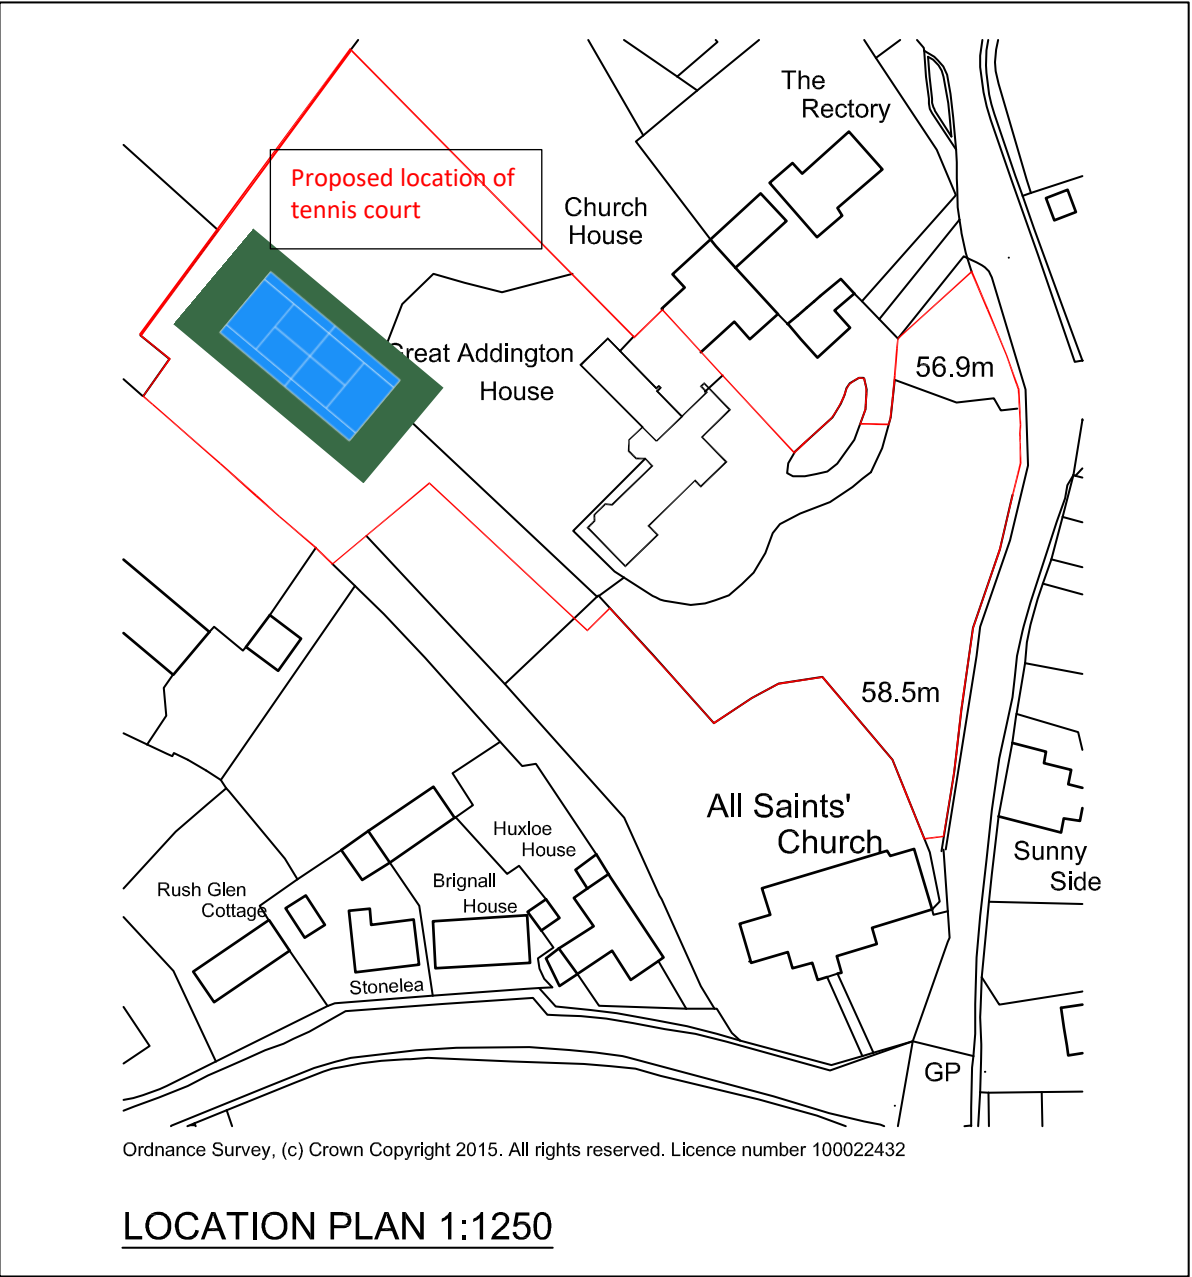 The
Rectory
Proposed location of
tennis court
Church
House
Great Addington
House
56.9m
58.5m
All Saints'
Church
Huxloe
House
Sunny
Side
Brignall
House
Rush Glen
Cottage
Stonelea
GP
Ordnance Survey, (c) Crown Copyright 2015. All rights reserved. Licence number 100022432
LOCATION PLAN 1:1250